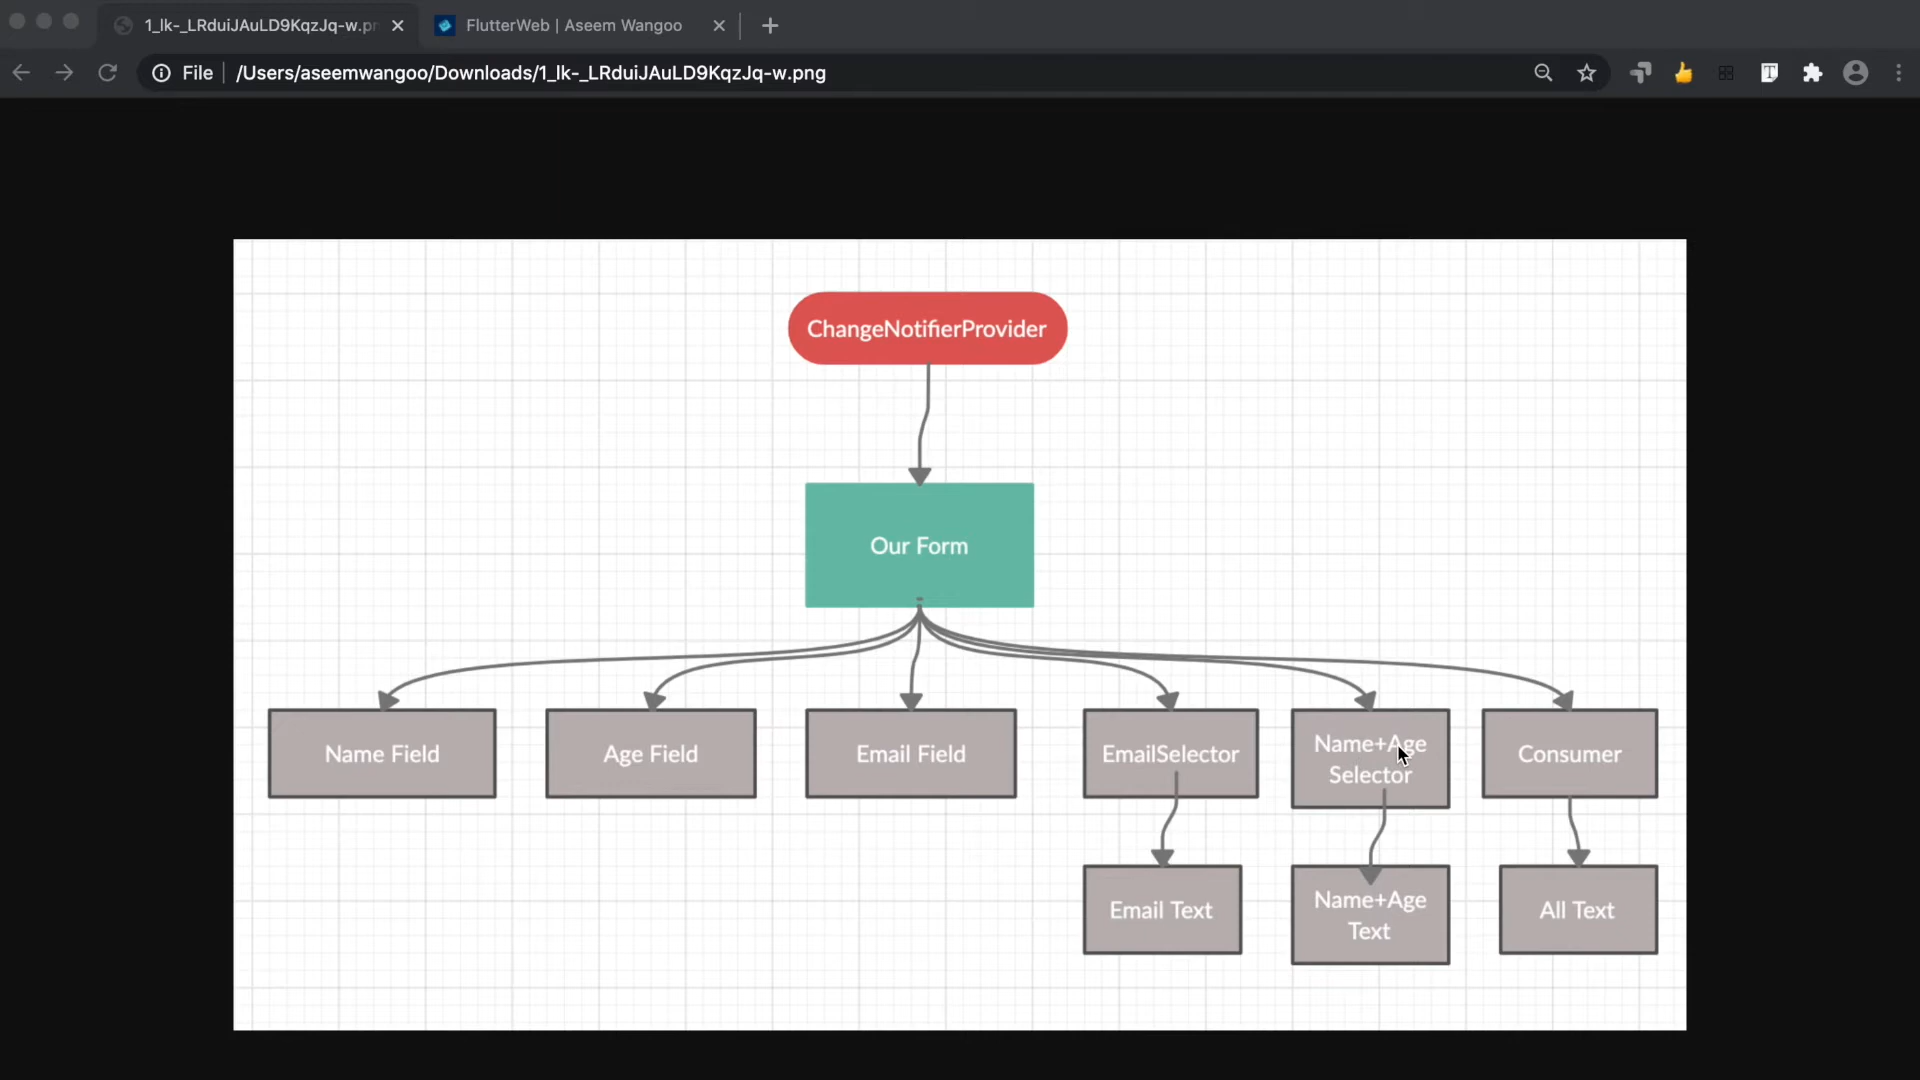 1_lk-_LRduiJAuLD9KqzJq-w.pn
FlutterWeb | Aseem Wangoo
File
/Users/aseemwangoo/Downloads/1_lk-_LRduiJAuLD9KqzJq-w.png
ChangeNotifierProvider
Our Form
Name Field
Age Field
Email Field
EmailSelector
Name+Age
Selector
Consumer
Email Text
Name+Age
Text
All Text